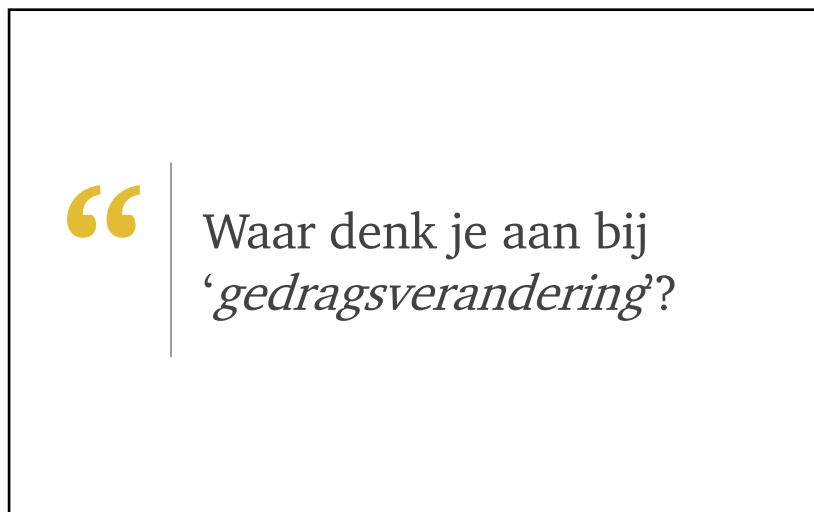 “
Waar denk je aan bij
‘gedragsverandering’?